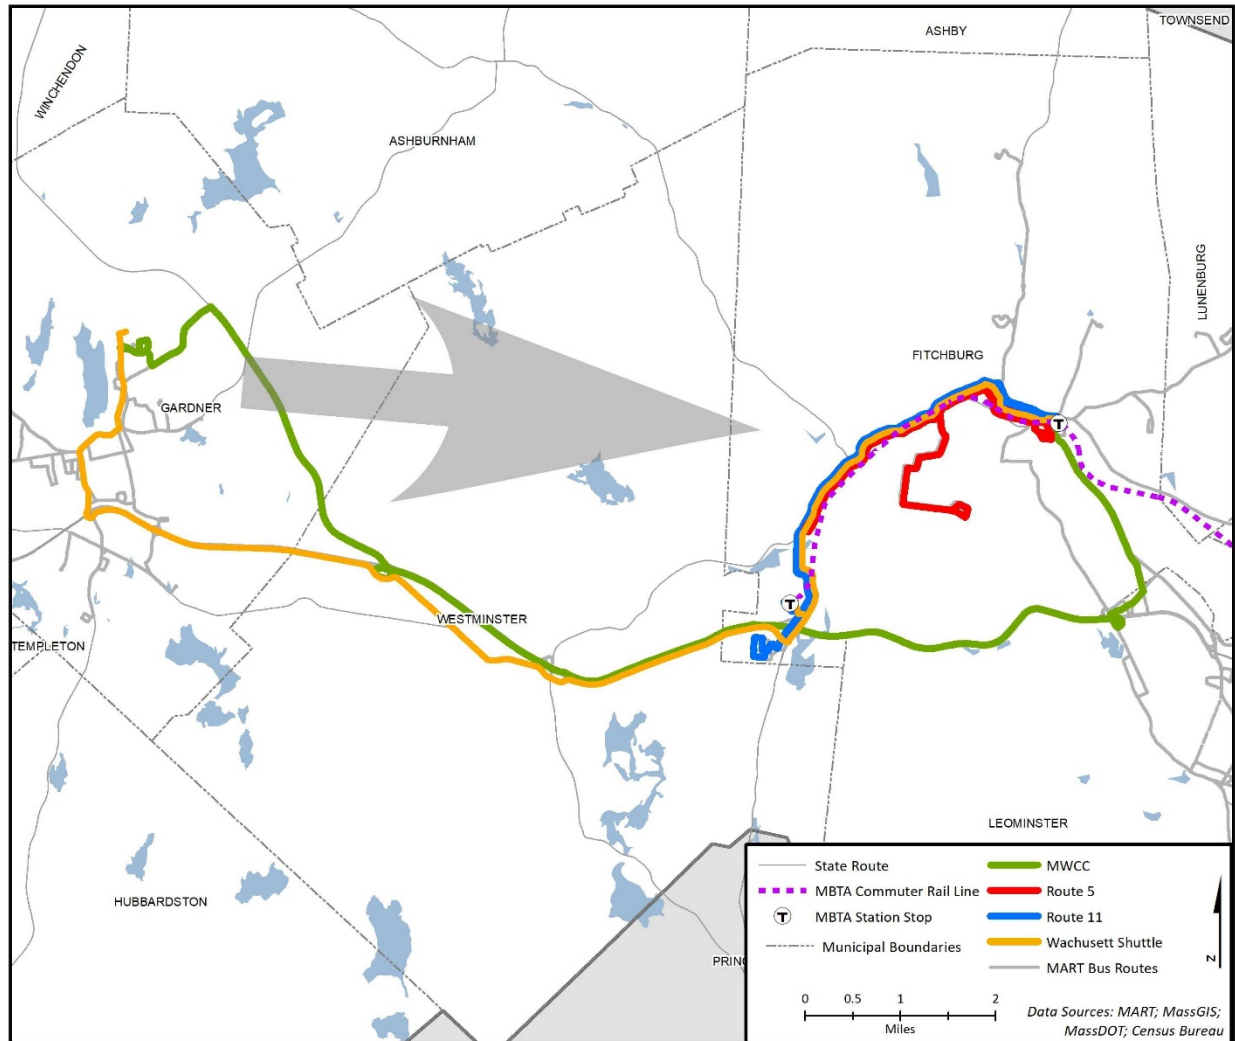 TOWNSEND
ASHBY
WINCHENDON
ASHBURNHAM
LUNENBURG
FITCHBURG
GARDNER
T
T
WESTMINSTER
TEMPLETON
LEOMINSTER
HUBBARDSTON
PRINC
State Route
MBTA Commuter Rail Line
T MBTA Station Stop
Municipal Boundaries
MWCC
Route 5
Route 11
Wachusett Shuttle
MART Bus Routes
N
0 0.5 1 2
Miles
Data Sources: MART; MassGIS;
MassDOT; Census Bureau